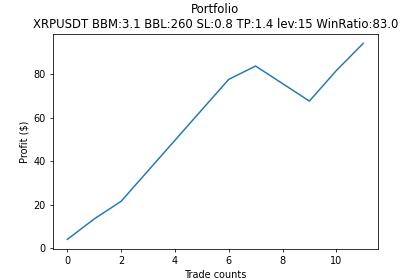 Portfolio
XRPUSDT BBM:3.1 BBL:260 SL:0.8 TP:1.4 lev:15 WinRatio:83.0
80
60
40
20
0
Profit ($)
0 2 4 6 8 10
Trade counts